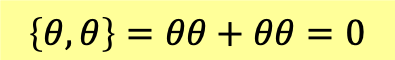 {θ, θ} = θθ + θθ = 0